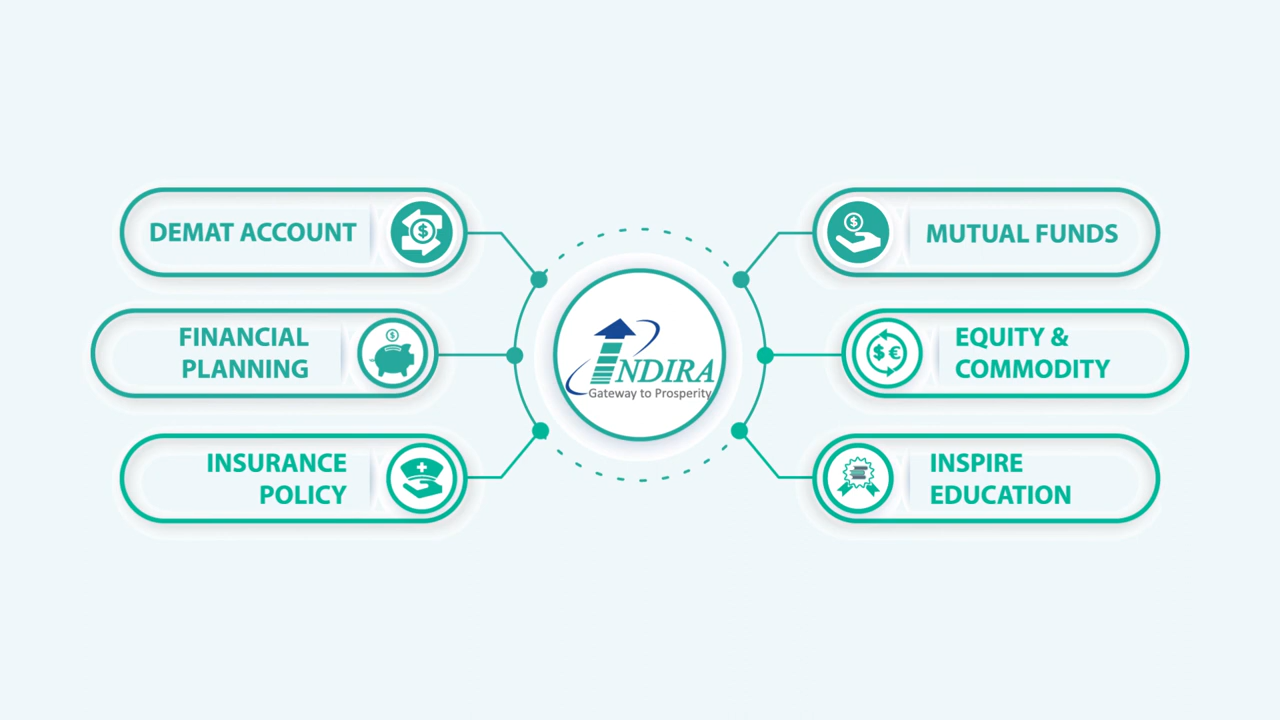 DEMAT ACCOUNT
FINANCIAL
PLANNING
INSURANCE
POLICY
INDIRA
Gateway to Prosperity
MUTUAL FUNDS
EQUITY &
COMMODITY
INSPIRE
EDUCATION